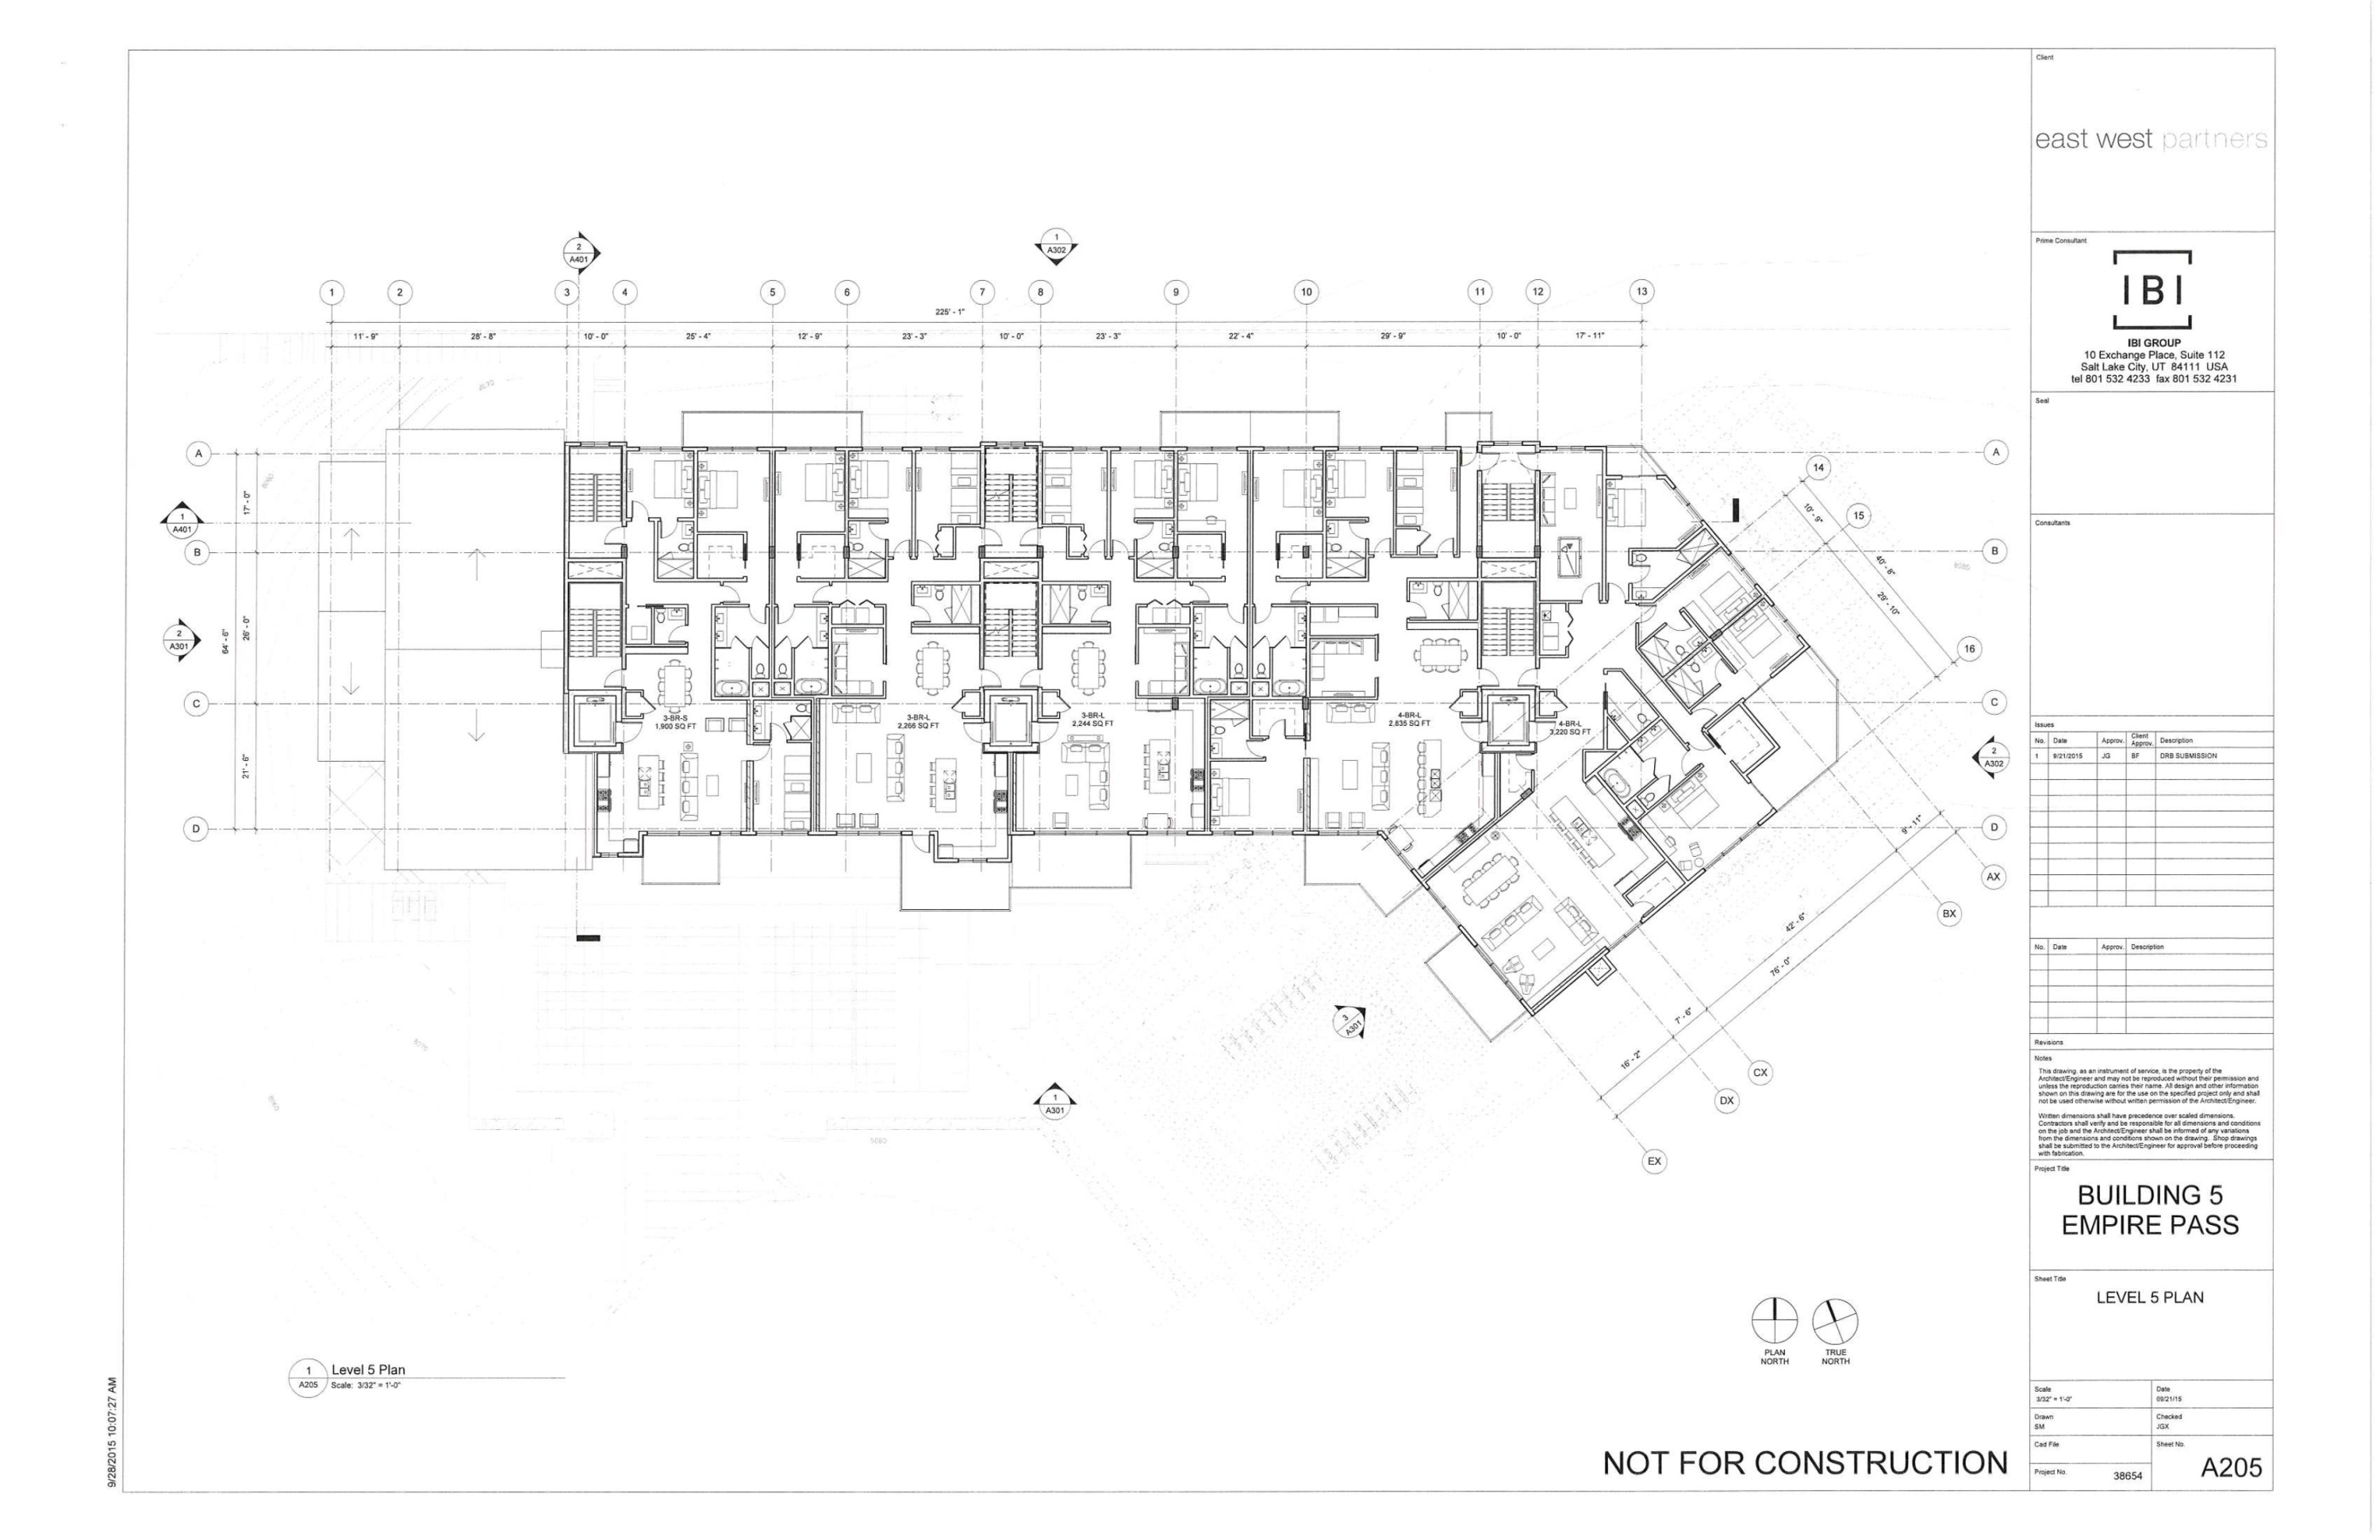 2
A401
1
A302
1
2
3
4
5
6
7
8
9
10
11
12
13
225' - 1"
11' - 9"
28' - 8"
10' - 0"
25' - 4"
12' - 9"
23' - 3"
10' - 0"
23' - 3"
22' - 4"
29' - 9"
10' - 0"
17' - 11"
A
A
14
15
16
10' - 9"
40' - 8"
29' - 10"
17' - 0"
1
A401
B
B
64' - 6"
26' - 0"
2
A301
C
C
21' - 6"
D
D
3-BR-S
1,900 SQ FT
3-BR-L
2,266 SQ FT
3-BR-L
2,244 SQ FT
4-BR-L
2,835 SQ FT
4-BR-L
3,220 SQ FT
2
A302
AX
BX
CX
DX
EX
9' - 11"
42' - 6"
76' - 0"
7' - 6"
16' - 2"
3
A301
1
A301
8070
8060
8080
8070
8060
PLAN
NORTH
TRUE
NORTH
1
A205
Level 5 Plan
Scale: 3/32" = 1'-0"
9/28/2015 10:07:27 AM
NOT FOR CONSTRUCTION
Client
east west partners
Prime Consultant
IBI
IBI GROUP
10 Exchange Place, Suite 112
Salt Lake City, UT 84111 USA
tel 801 532 4233 fax 801 532 4231
Seal
Consultants
Issues
No. Date Approv. Client Approv. Description
1 9/21/2015 JG BF DRB SUBMISSION
No. Date Approv. Description
Revisions
Notes
This drawing, as an instrument of service, is the property of the
Architect/Engineer and may not be reproduced without their permission and
unless the reproduction carries their name. All design and other information
shown on this drawing are for the use on the specified project only and shall
not be used otherwise without written permission of the Architect/Engineer.
Written dimensions shall have precedence over scaled dimensions.
Contractors shall verify and be responsible for all dimensions and conditions
on the job and the Architect/Engineer shall be informed of any variations
from the dimensions and conditions shown on the drawing. Shop drawings
shall be submitted to the Architect/Engineer for approval before proceeding
with fabrication.
Project Title
BUILDING 5
EMPIRE PASS
Sheet Title
LEVEL 5 PLAN
Scale
3/32" = 1'-0"
Date
09/21/15
Drawn
SM
Checked
JGX
Cad File
Sheet No.
A205
Project No.
38654